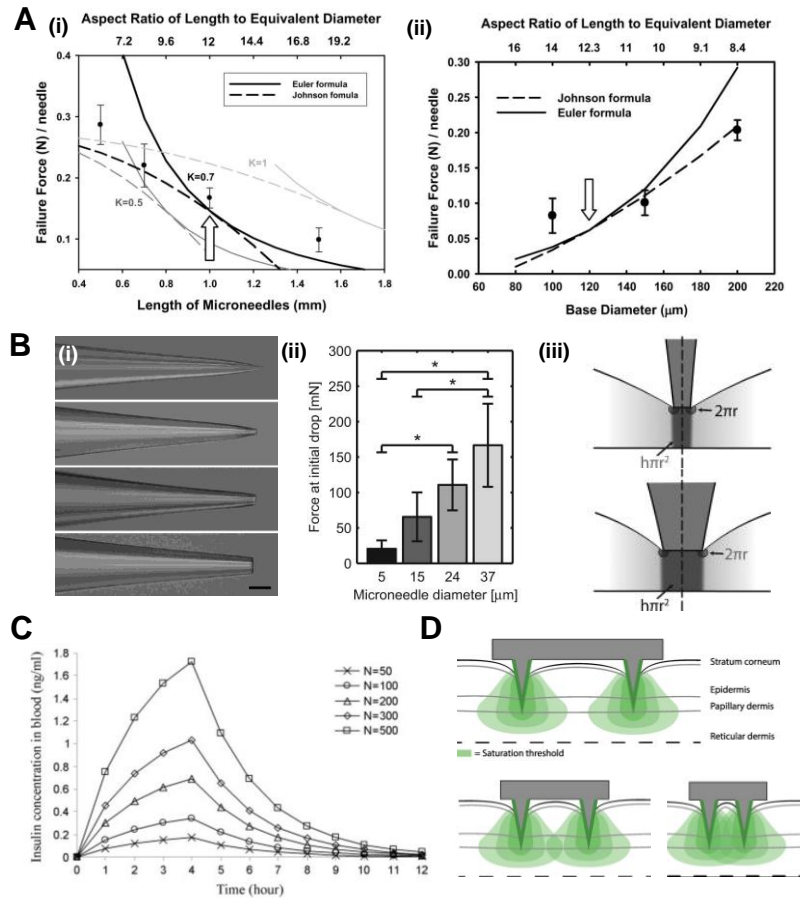 A
(i)
Aspect Ratio of Length to Equivalent Diameter
7.2 9.6 12 14.4 16.8 19.2
0.4
0.3
0.2
0.1
Failure Force (N) / needle
Euler formula
Johnson fomula
K=1
K=0.7
K=0.5
0.4 0.6 0.8 1.0 1.2 1.4 1.6 1.8
Length of Microneedles (mm)
(ii)
Aspect Ratio of Length to Equivalent Diameter
16 14 12.3 11 10 9.1 8.4
0.30
0.25
0.20
0.15
0.10
0.05
0.00
Failure Force (N) / needle
Johnson formula
Euler formula
60 80 100 120 140 160 180 200 220
Base Diameter (μm)
B
(i)
(ii)
300
250
200
150
100
50
0
Force at initial drop [mN]
*
*
*
5 15 24 37
Microneedle diameter [μm]
(iii)
2πr
hπr²
2πr
hπr²
C
1.8
1.6
1.4
1.2
1
0.8
0.6
0.4
0.2
0
Insulin concentration in blood (ng/ml)
N=50
N=100
N=200
N=300
N=500
0 1 2 3 4 5 6 7 8 9 10 11 12
Time (hour)
D
Stratum corneum
Epidermis
Papillary dermis
Reticular dermis
= Saturation threshold